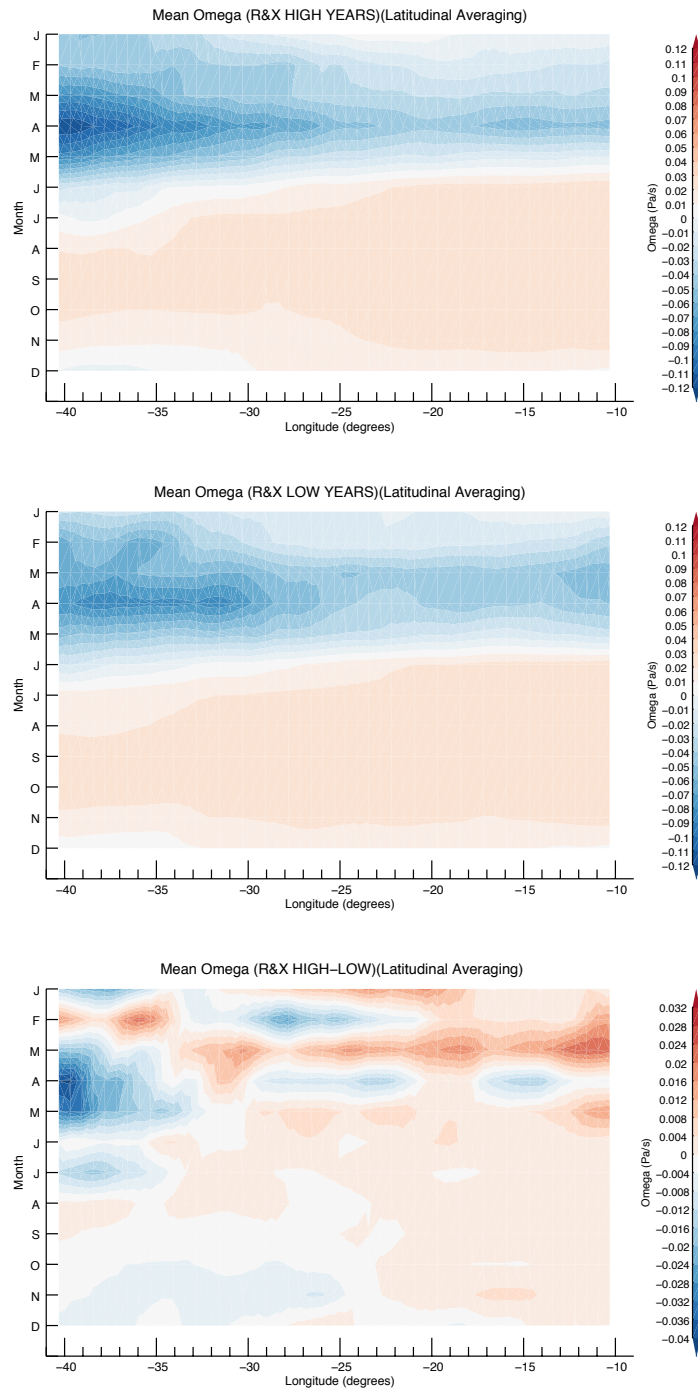 Mean Omega (R&X HIGH YEARS)(Latitudinal Averaging)
J
F
M
A
M
J
J
A
S
O
N
D
Month
−40
−35
−30
−25
−20
−15
−10
Longitude (degrees)
0.12
0.11
0.1
0.09
0.08
0.07
0.06
0.05
0.04
0.03
0.02
0.01
0
−0.01
−0.02
−0.03
−0.04
−0.05
−0.06
−0.07
−0.08
−0.09
−0.1
−0.11
−0.12
Omega (Pa/s)
Mean Omega (R&X LOW YEARS)(Latitudinal Averaging)
J
F
M
A
M
J
J
A
S
O
N
D
Month
−40
−35
−30
−25
−20
−15
−10
Longitude (degrees)
0.12
0.11
0.1
0.09
0.08
0.07
0.06
0.05
0.04
0.03
0.02
0.01
0
−0.01
−0.02
−0.03
−0.04
−0.05
−0.06
−0.07
−0.08
−0.09
−0.1
−0.11
−0.12
Omega (Pa/s)
Mean Omega (R&X HIGH−LOW)(Latitudinal Averaging)
J
F
M
A
M
J
J
A
S
O
N
D
Month
−40
−35
−30
−25
−20
−15
−10
Longitude (degrees)
0.032
0.028
0.024
0.02
0.016
0.012
0.008
0.004
0
−0.004
−0.008
−0.012
−0.016
−0.02
−0.024
−0.028
−0.032
−0.036
−0.04
Omega (Pa/s)